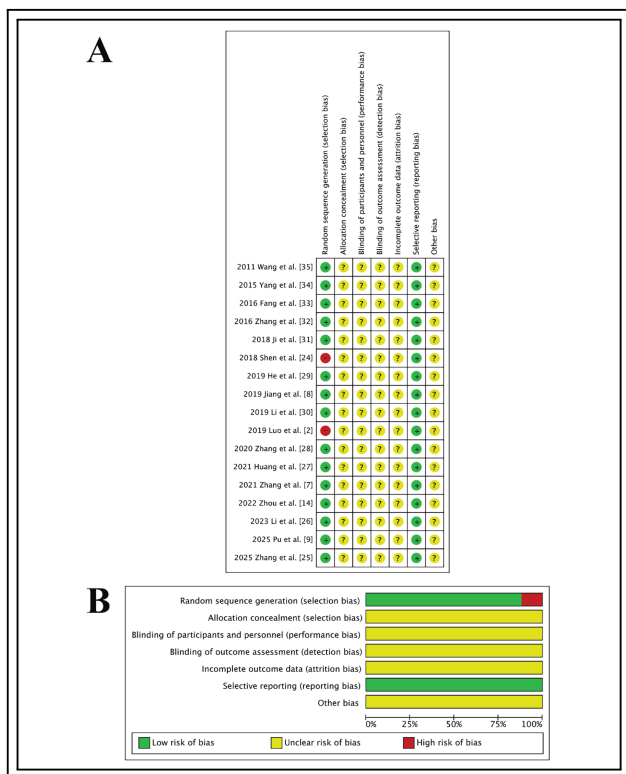 A
Random sequence generation (selection bias)
Allocation concealment (selection bias)
Blinding of participants and personnel (performance bias)
Blinding of outcome assessment (detection bias)
Incomplete outcome data (attrition bias)
Selective reporting (reporting bias)
Other bias
2011 Wang et al. [35] + ? ? ? ? + ?
2015 Yang et al. [34] + ? ? ? ? + ?
2016 Fang et al. [33] + ? ? ? ? + ?
2016 Zhang et al. [32] + ? ? ? ? + ?
2018 Ji et al. [31] + ? ? ? ? + ?
2018 Shen et al. [24] - ? ? ? ? + ?
2019 He et al. [29] + ? ? ? ? + ?
2019 Jiang et al. [8] + ? ? ? ? + ?
2019 Li et al. [30] + ? ? ? ? + ?
2019 Luo et al. [2] - ? ? ? ? + ?
2020 Zhang et al. [28] + ? ? ? ? + ?
2021 Huang et al. [27] + ? ? ? ? + ?
2021 Zhang et al. [7] + ? ? ? ? + ?
2022 Zhou et al. [14] + ? ? ? ? + ?
2023 Li et al. [26] + ? ? ? ? + ?
2025 Pu et al. [9] + ? ? ? ? + ?
2025 Zhang et al. [25] + ? ? ? ? + ?
B
Random sequence generation (selection bias)
Allocation concealment (selection bias)
Blinding of participants and personnel (performance bias)
Blinding of outcome assessment (detection bias)
Incomplete outcome data (attrition bias)
Selective reporting (reporting bias)
Other bias
0% 25% 50% 75% 100%
Low risk of bias Unclear risk of bias High risk of bias